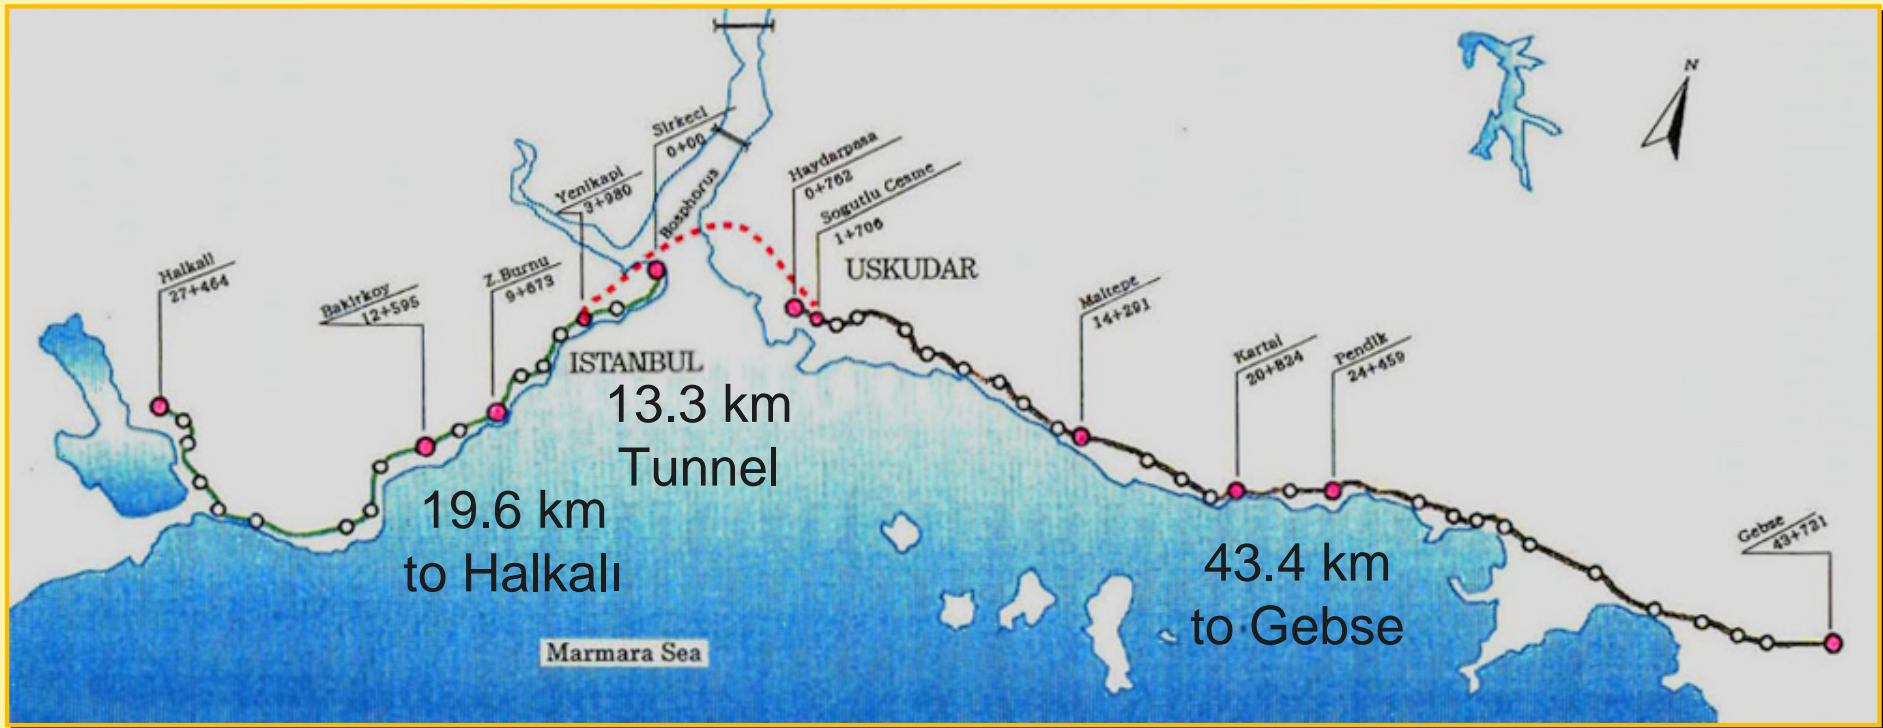 N
Sirkeci
0+00
Haydarpasa
0+762
Yenikapi
3+980
Bosphorus
Sogutlu Cesme
1+706
USKUDAR
Halkali
27+464
Z.Burnu
9+673
Bakirkoy
12+595
Maltepe
14+291
Kartal
20+824
Pendik
24+459
ISTANBUL
13.3 km
Tunnel
19.6 km
to Halkalı
43.4 km
to Gebse
Gebse
43+721
Marmara Sea